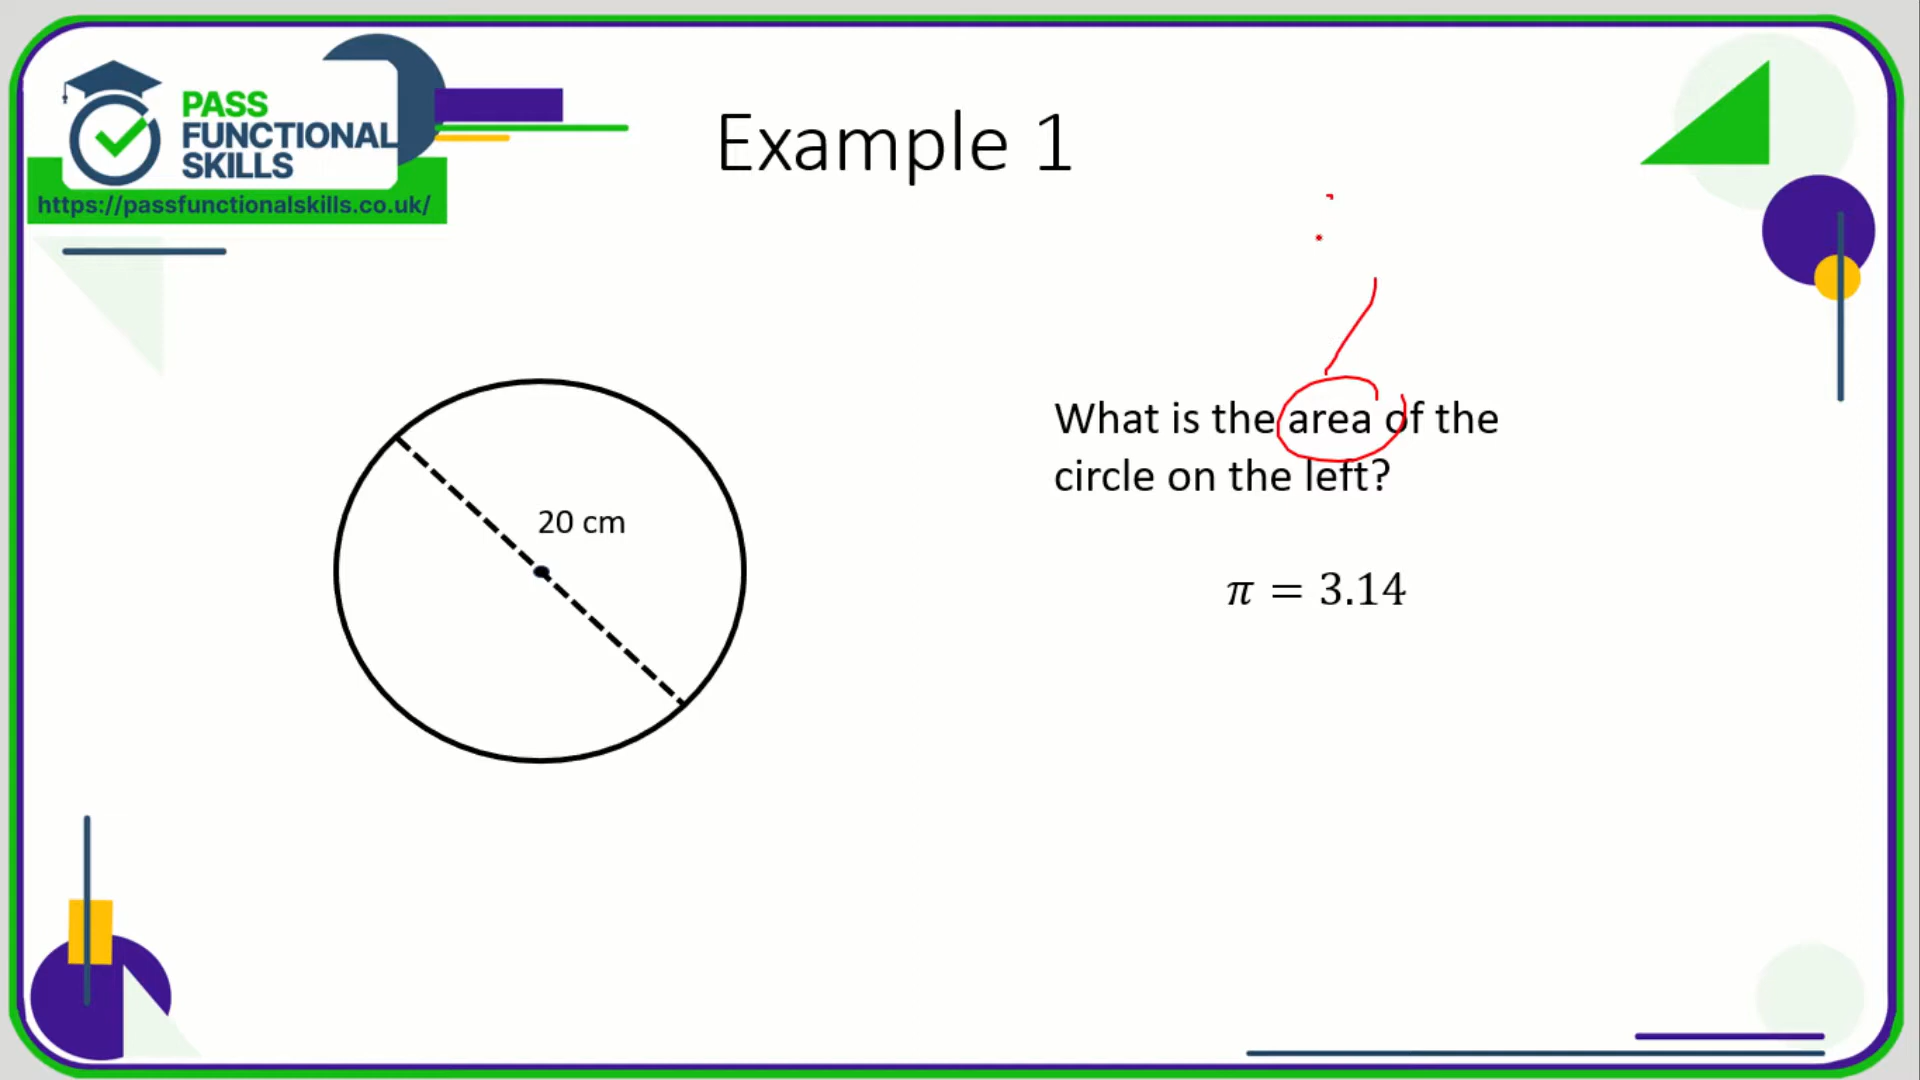 PASS
FUNCTIONAL
SKILLS
https://passfunctionalskills.co.uk/
Example 1
What is the area of the
circle on the left?
20 cm
π = 3.14